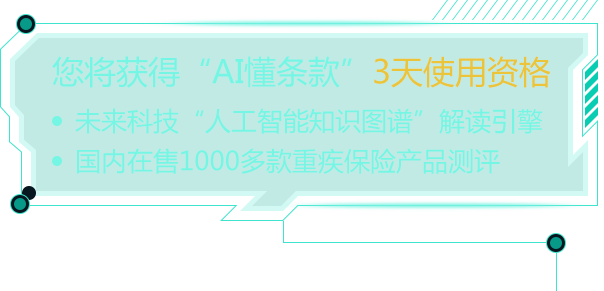 您将获得“AI懂条款”3天使用资格
• 未来科技“人工智能知识图谱”解读引擎
• 国内在售1000多款重疾保险产品测评